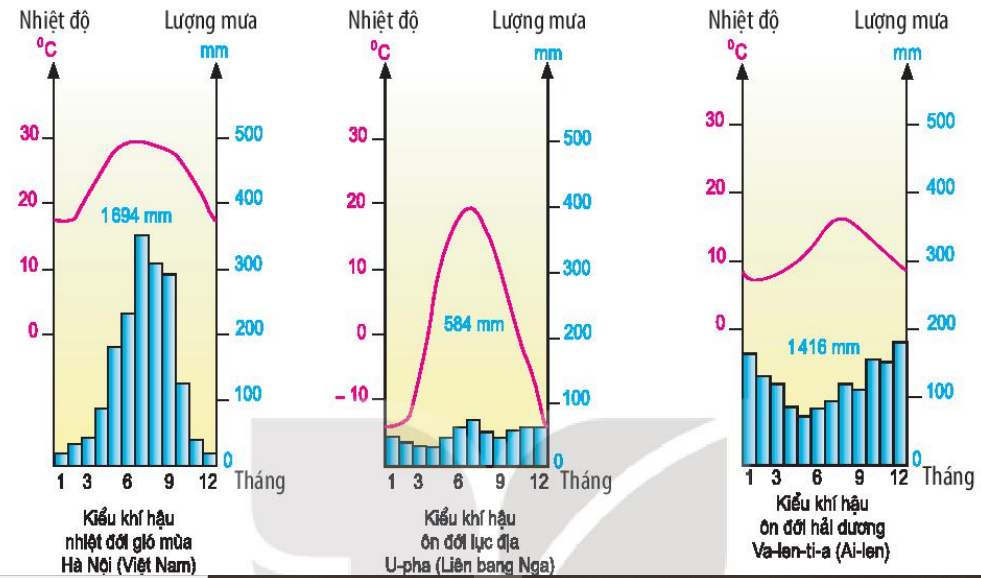 Nhiệt độ Lượng mưa
⁰C mm
30 500
20 400
1694 mm
10 300
0 200
100
0
1 3 6 9 12 Tháng
Kiểu khí hậu
nhiệt đới gió mùa
Hà Nội (Việt Nam)
Nhiệt độ Lượng mưa
⁰C mm
30 500
20 400
10 300
584 mm
0 200
– 10 100
0
1 3 6 9 12 Tháng
Kiểu khí hậu
ôn đới lục địa
U-pha (Liên bang Nga)
Nhiệt độ Lượng mưa
⁰C mm
30 500
20 400
10 300
0 200
1416 mm
100
0
1 3 6 9 12 Tháng
Kiểu khí hậu
ôn đới hải dương
Va-len-ti-a (Ai-len)